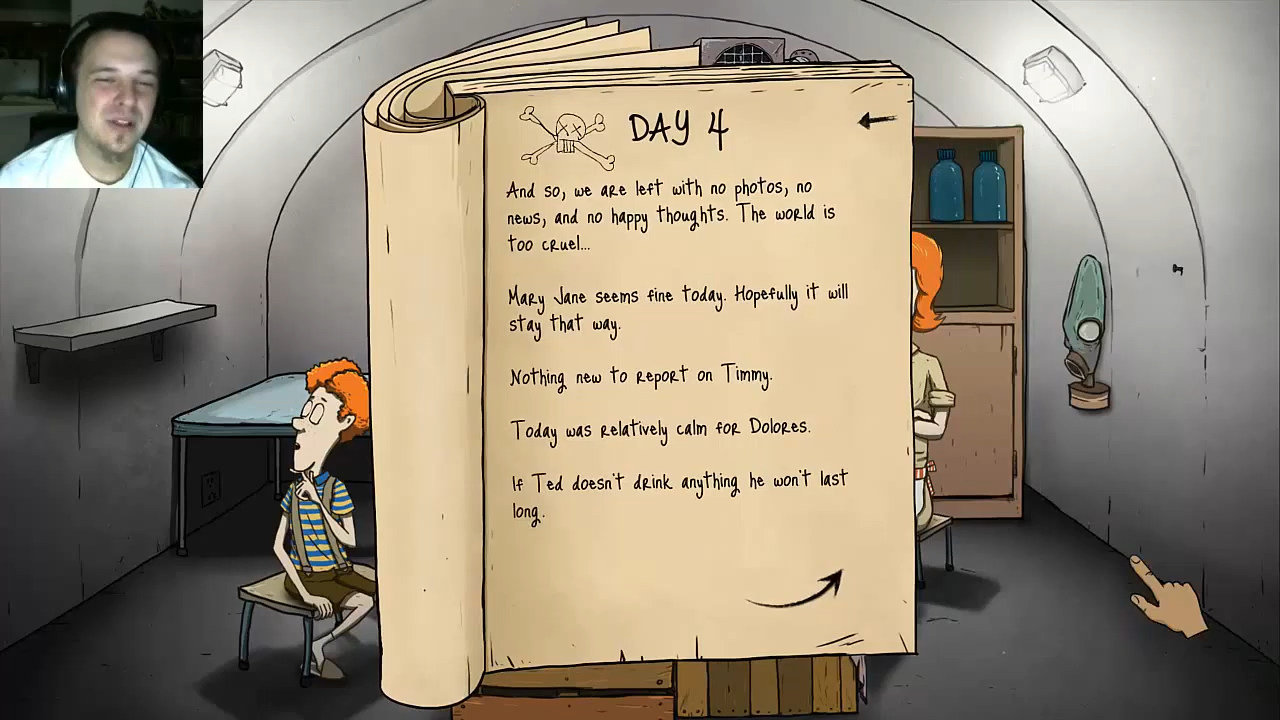 DAY 4
And so, we are left with no photos, no
news, and no happy thoughts. The world is
too cruel...
Mary Jane seems fine today. Hopefully it will
stay that way.
Nothing new to report on Timmy.
Today was relatively calm for Dolores.
If Ted doesn't drink anything he won't last
long.